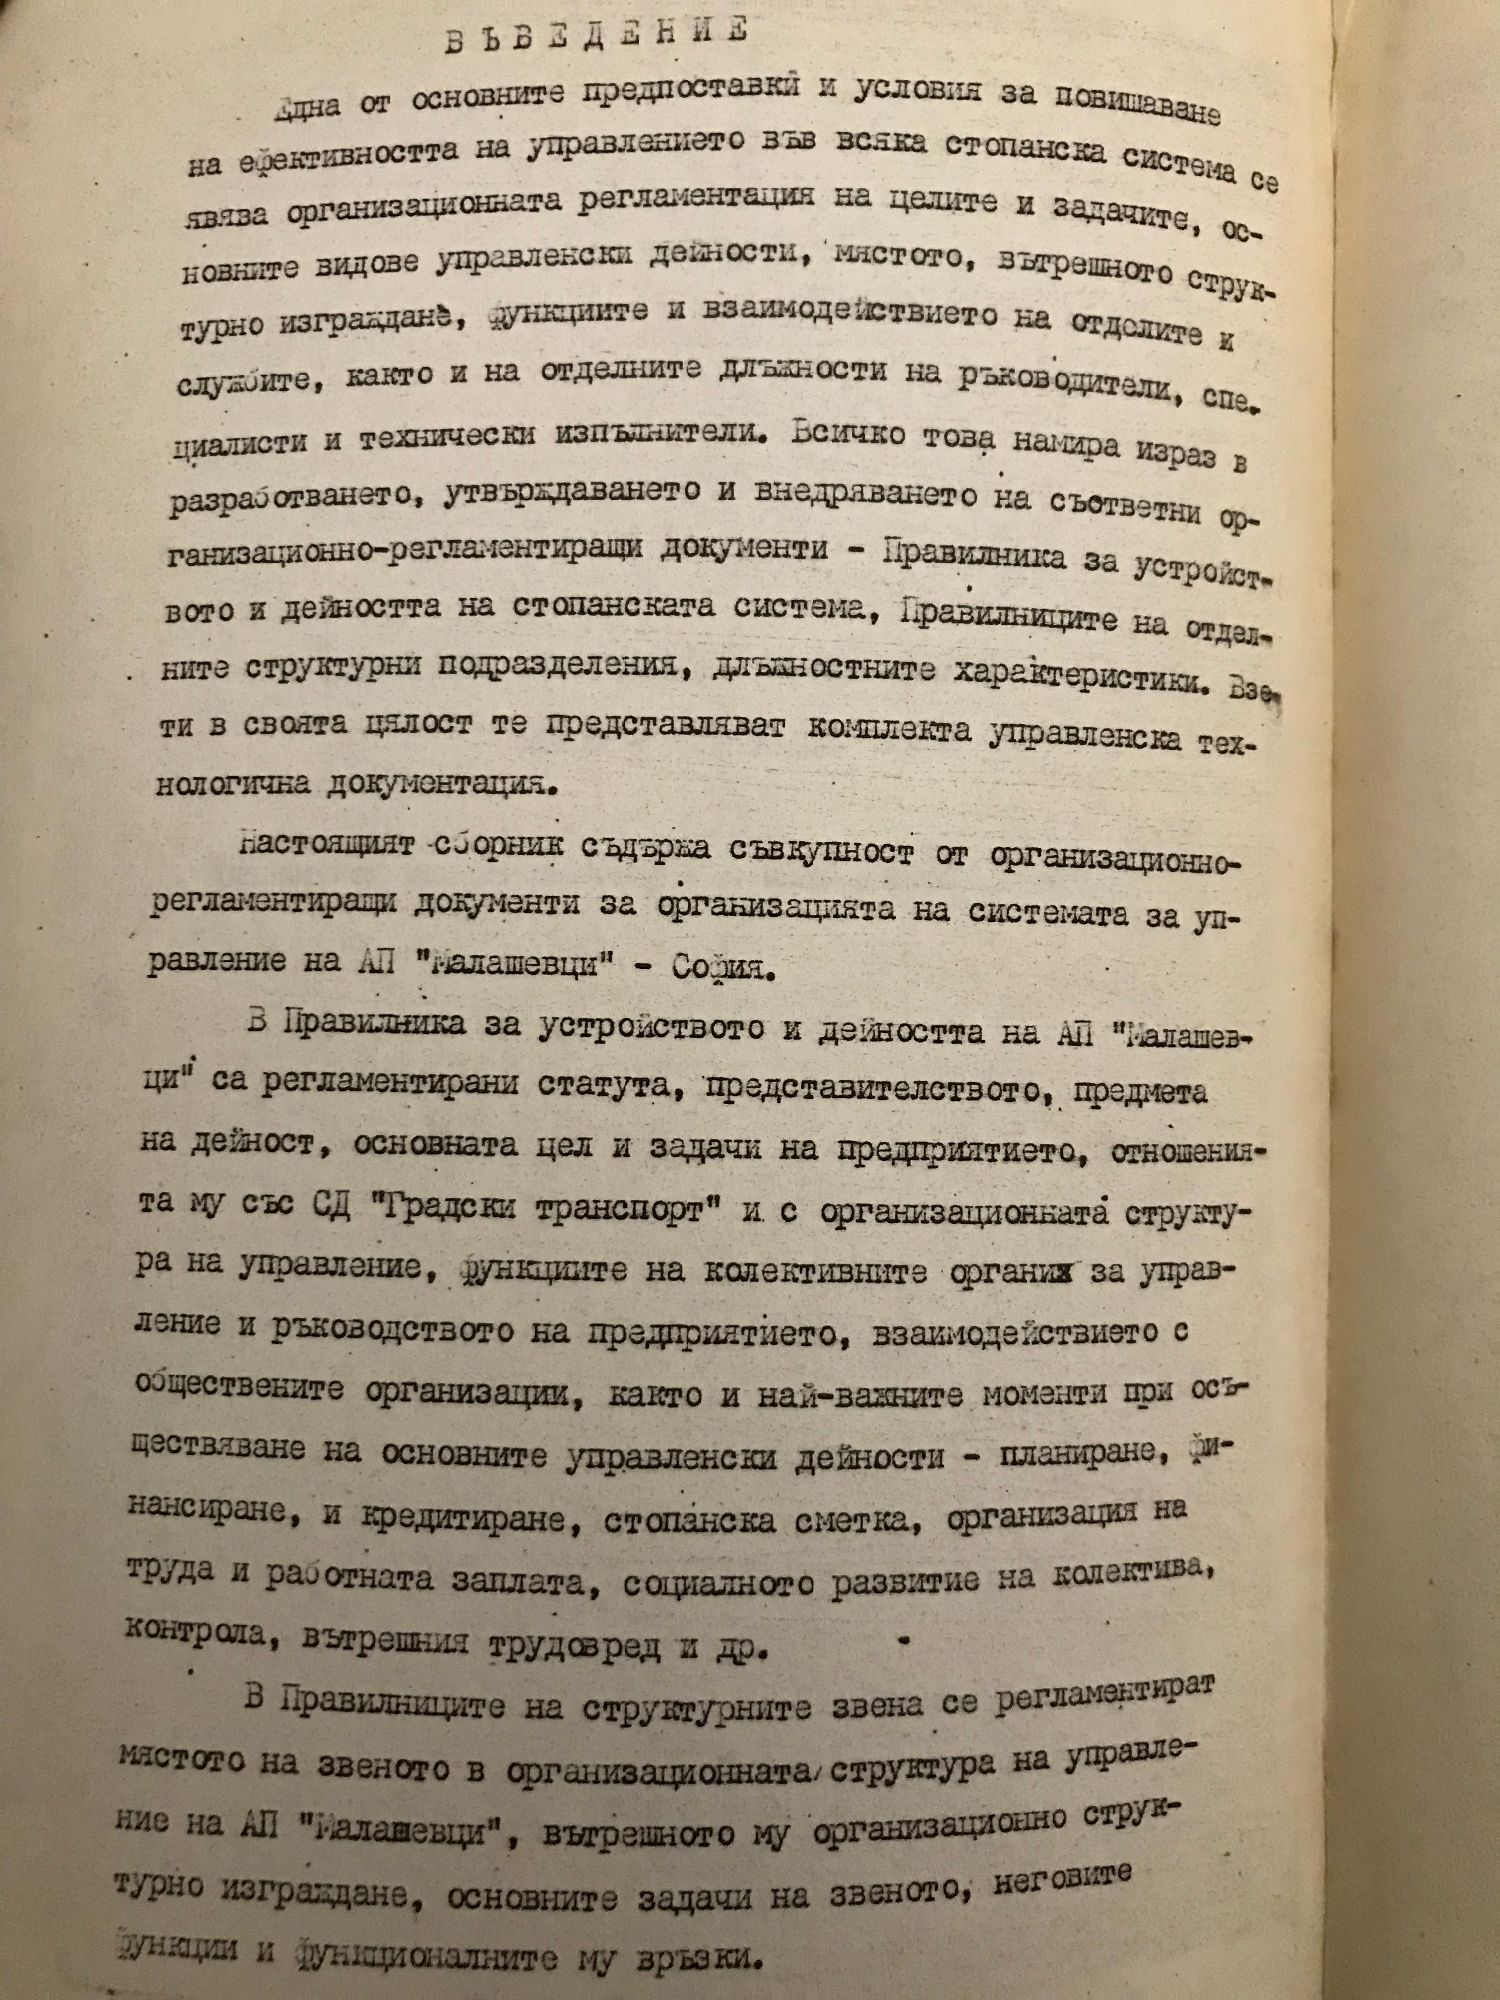 ВЪВЕДЕНИЕ
Една от основните предпоставки и условия за повишаване
на ефективността на управлението във всяка стопанска система се
явява организационната регламентация на целите и задачите, ос-
новните видове управленски дейности, мястото, вътрешното струк-
турно изграждане, функциите и взаимодействието на отделите и
службите, както и на отделните длъжности на ръководители, спе-
циалисти и технически изпълнители. Всичко това намира израз в
разработването, утвърждаването и внедряването на съответни ор-
ганизационно-регламентиращи документи - Правилника за устройст-
вото и дейността на стопанската система, Правилниците на отдел-
ните структурни подразделения, длъжностните характеристики. Взе-
ти в своята цялост те представляват комплекта управленска тех-
нологична документация.
Настоящият сборник съдържа съвкупност от организационно-
регламентиращи документи за организацията на системата за уп-
равление на АП "Малашевци" - София.
В Правилника за устройството и дейността на АП "Малашев-
ци" са регламентирани статута, представителството, предмета
на дейност, основната цел и задачи на предприятието, отношения-
та му със СД "Градски транспорт" и с организационната структу-
ра на управление, функциите на колективните органи за управ-
ление и ръководството на предприятието, взаимодействието с
обществените организации, както и най-важните моменти при осъ-
ществяване на основните управленски дейности - планиране, фи-
нансиране, и кредитиране, стопанска сметка, организация на
труда и работната заплата, социалното развитие на колектива,
контрола, вътрешния трудовред и др.
В Правилниците на структурните звена се регламентират
мястото на звеното в организационната структура на управле-
ние на АП "Малашевци", вътрешното му организационно струк-
турно изграждане, основните задачи на звеното, неговите
функции и функционалните му връзки.